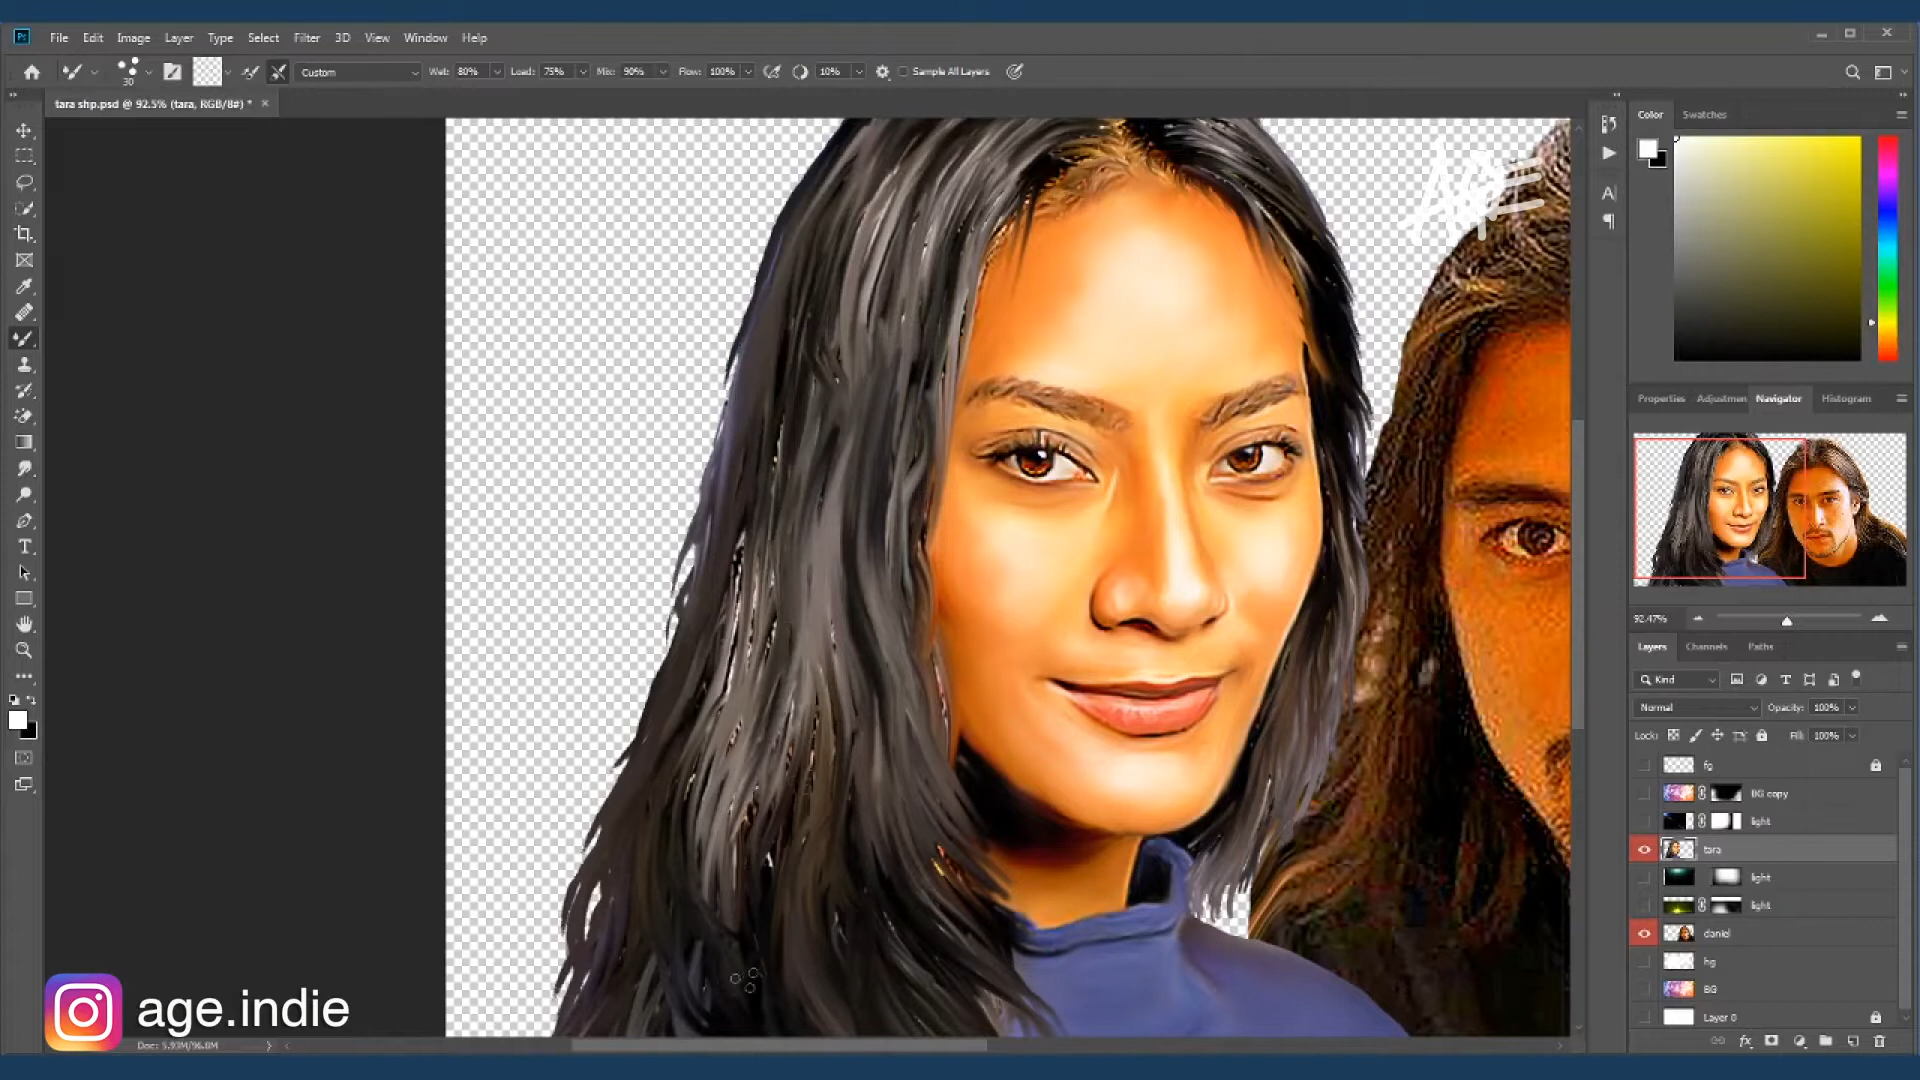 Ps File Edit Image Layer Type Select Filter 3D View Window Help
30 Custom Wet: 80% Load: 75% Mix: 90% Flow: 100% 10% Sample All Layers
tara shp.psd @ 92.5% (tara, RGB/8#) * ×
Color Swatches
Properties Adjustmen Navigator Histogram
92.47%
Layers Channels Paths
Kind
Normal Opacity: 100%
Lock: Fill: 100%
fg
BG copy
light
tara
light
light
daniel
hg
BG
Layer 0
age.indie
Doc: 5.93M/96.8M